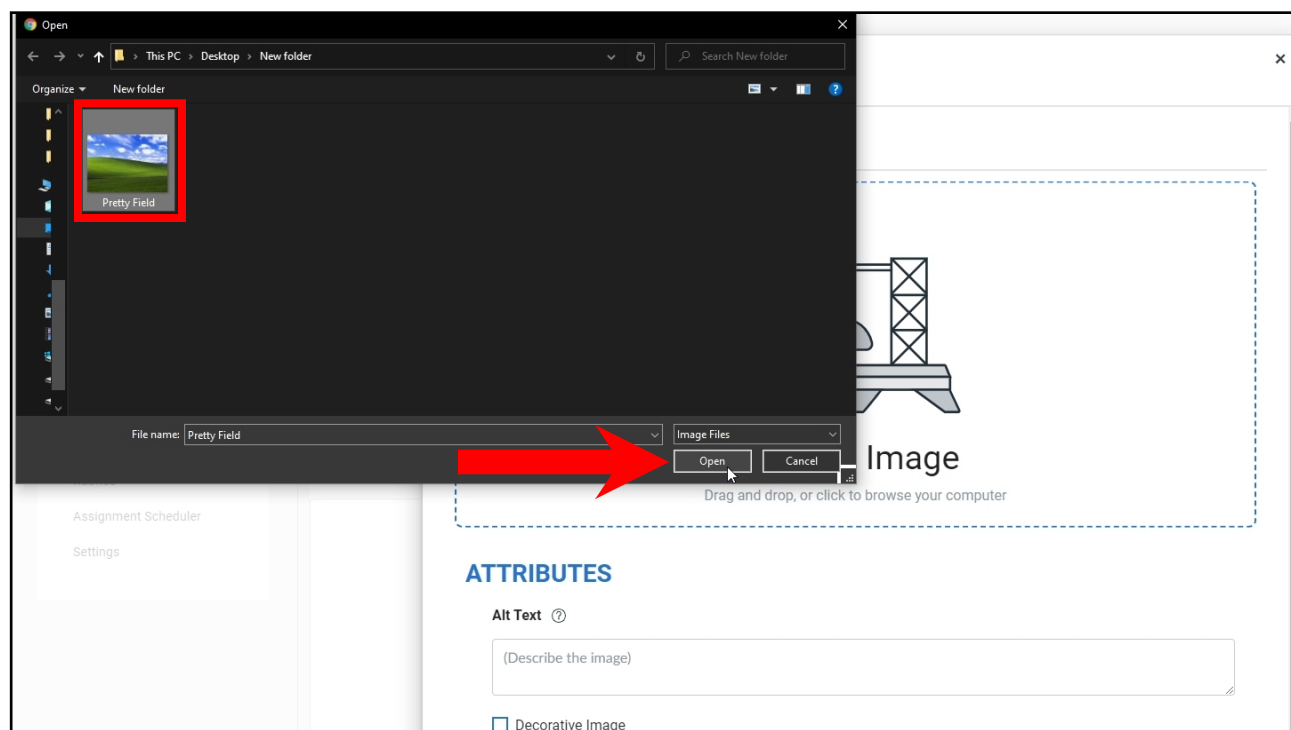 Open
This PC > Desktop > New folder
Search New folder
Organize
New folder
Pretty Field
File name: Pretty Field
Image Files
Open
Cancel
Image
Drag and drop, or click to browse your computer
Assignment Scheduler
Settings
ATTRIBUTES
Alt Text
(Describe the image)
Decorative Image